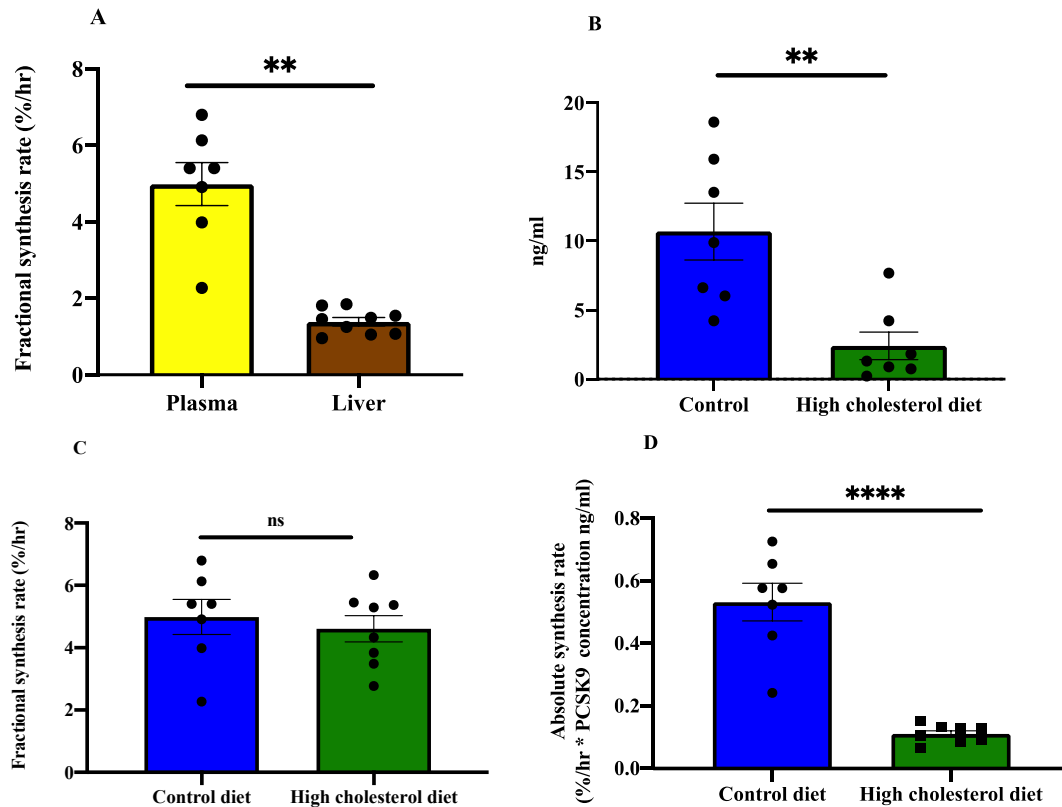 A
**
Fractional synthesis rate (%/hr)
8
6
4
2
0
Plasma
Liver
B
**
ng/ml
20
15
10
5
0
Control
High cholesterol diet
C
ns
Fractional synthesis rate (%/hr)
8
6
4
2
0
Control diet
High cholesterol diet
D
****
Absolute synthesis rate
(%/hr * PCSK9 concentration ng/ml)
0.8
0.6
0.4
0.2
0.0
Control diet
High cholesterol diet